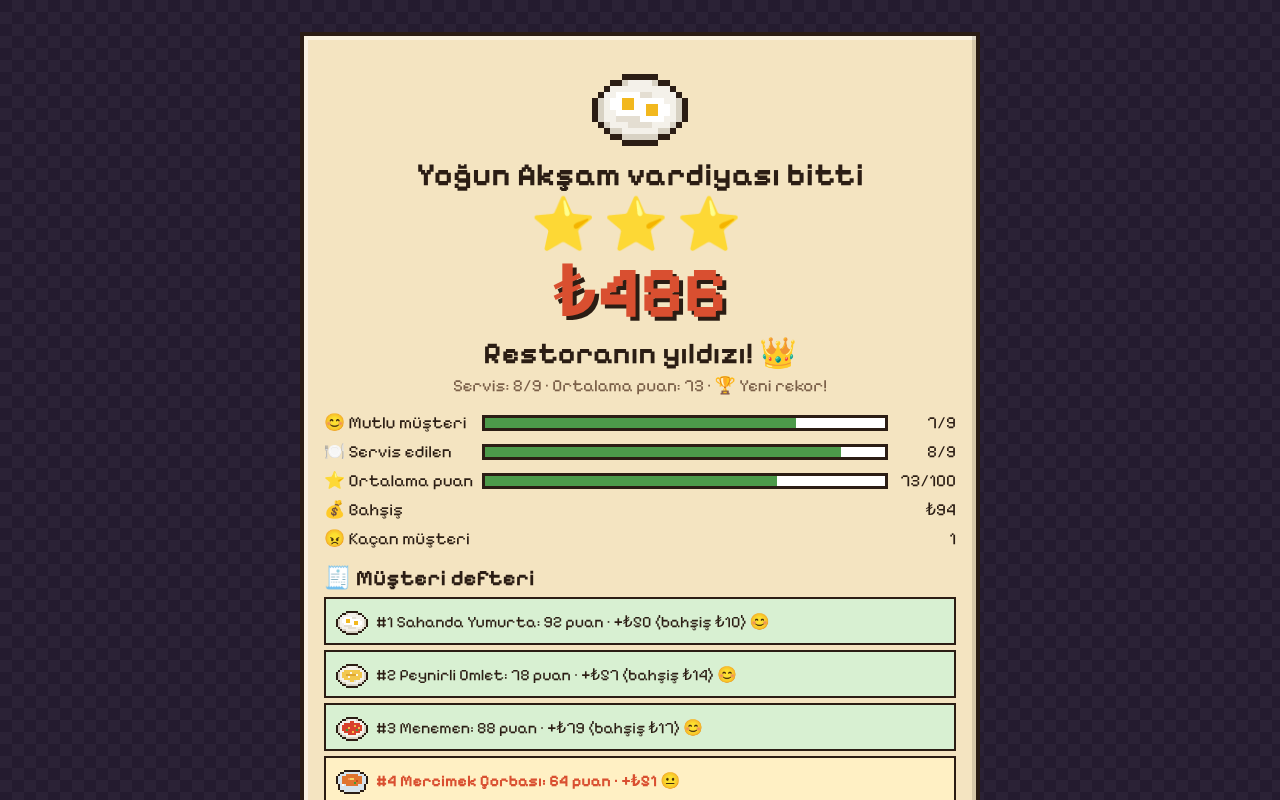 Yoğun Akşam vardiyası bitti
₺486
Restoranın yıldızı! 👑
Servis: 8/9 · Ortalama puan: 73 · 🏆 Yeni rekor!
😊 Mutlu müşteri 7/9
🍽️ Servis edilen 8/9
⭐ Ortalama puan 73/100
💰 Bahşiş ₺94
😠 Kaçan müşteri 1
🧾 Müşteri defteri
#1 Sahanda Yumurta: 92 puan · +₺50 (bahşiş ₺10) 😊
#2 Peynirli Omlet: 78 puan · +₺57 (bahşiş ₺14) 😊
#3 Menemen: 88 puan · +₺79 (bahşiş ₺17) 😊
#4 Mercimek Çorbası: 64 puan · +₺51 😐